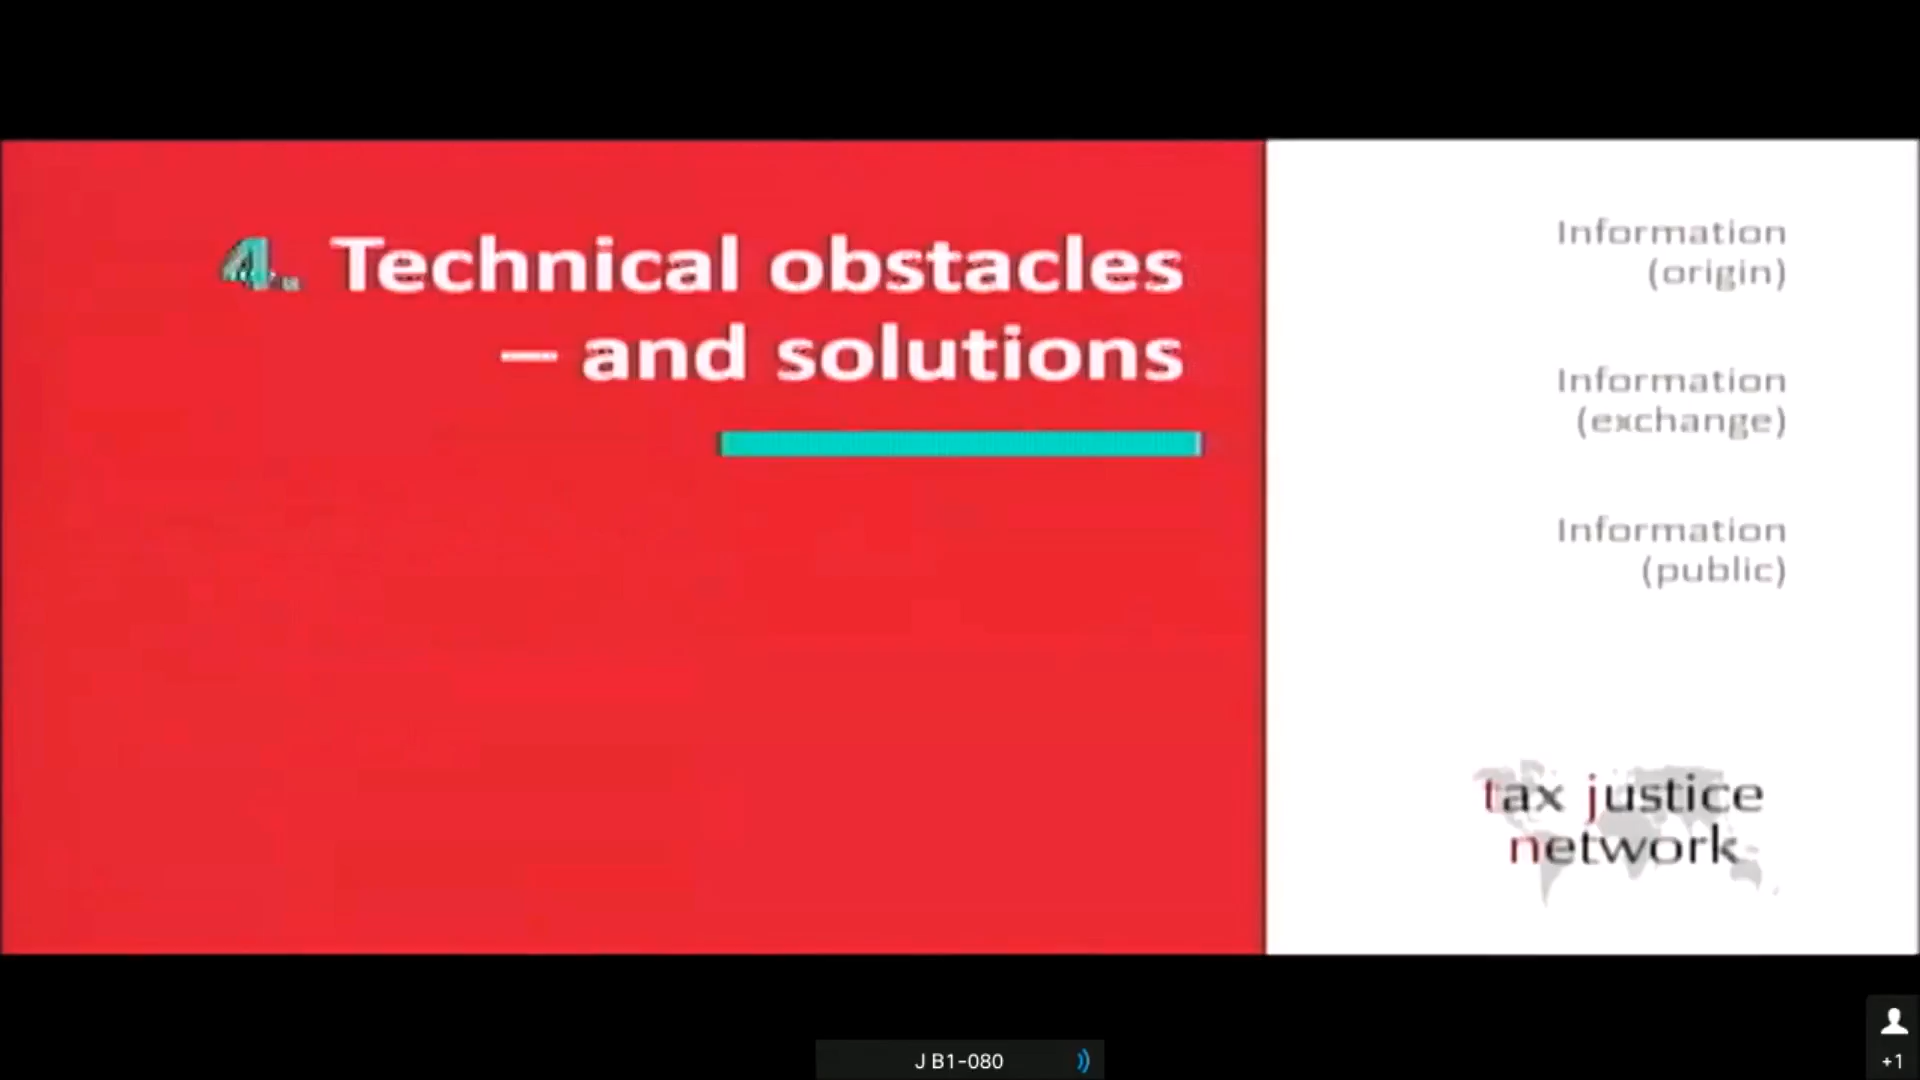 4. Technical obstacles
– and solutions
Information
(origin)
Information
(exchange)
Information
(public)
tax justice
network
J B1-080
+1